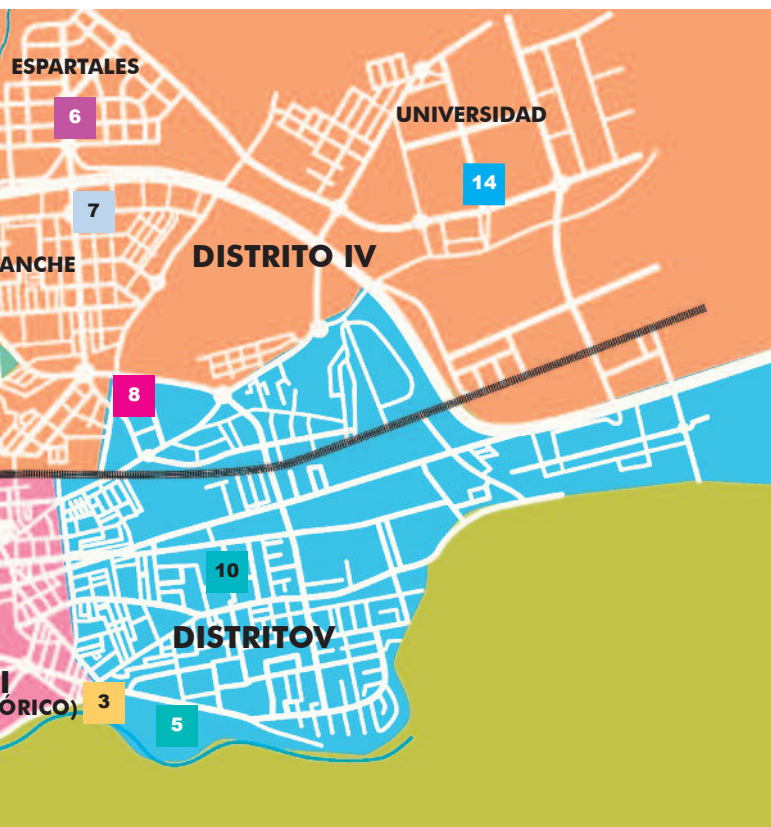 ESPARTALES
6
UNIVERSIDAD
14
7
DISTRITO IV
ANCHE
8
10
DISTRITOV
I
ÓRICO)
3
5